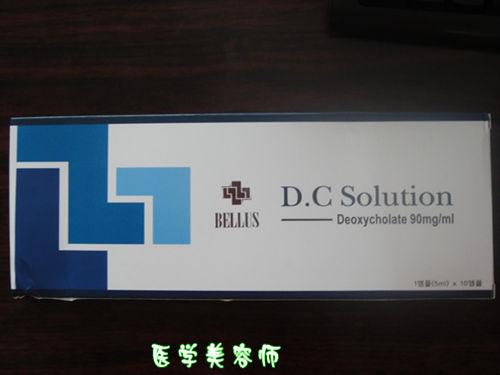 D.C Solution
BELLUS
Deoxycholate 90mg/ml
1앰플(5ml) x 10앰플
医学美容师